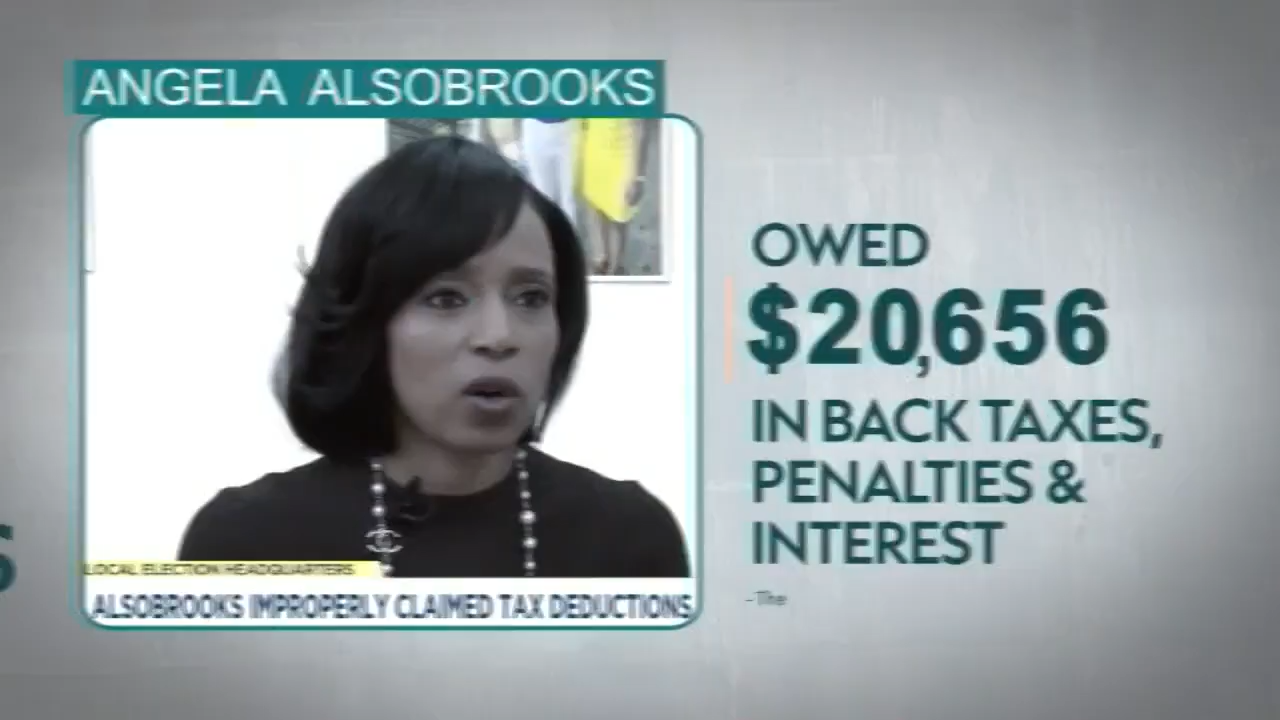 ANGELA ALSOBROOKS
OWED
$20,656
IN BACK TAXES,
PENALTIES &
INTEREST
-The
LOCAL ELECTION HEADQUARTERS
ALSOBROOKS IMPROPERLY CLAIMED TAX DEDUCTIONS